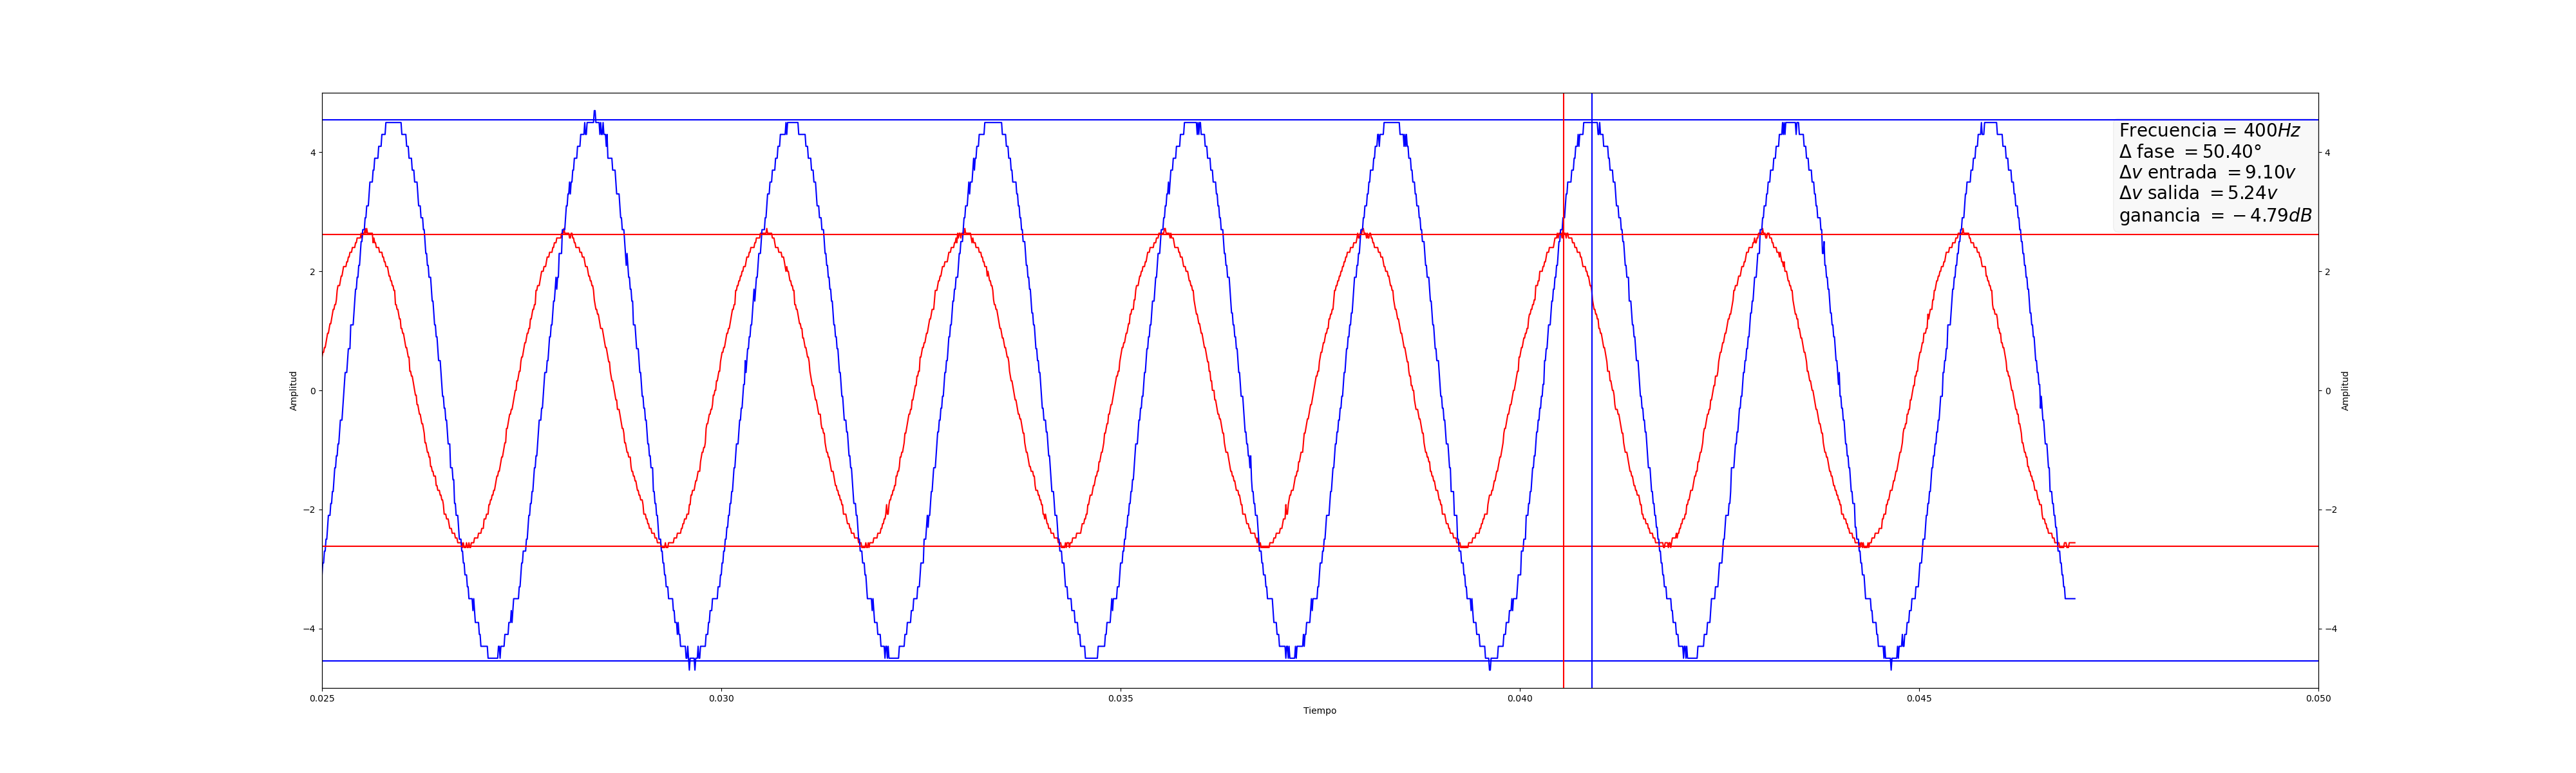 Frecuencia = 400Hz
Δ fase = 50.40°
Δv entrada = 9.10v
Δv salida = 5.24v
ganancia = −4.79dB
4
2
0
−2
−4
Amplitud
4
2
0
−2
−4
Amplitud
0.025 0.030 0.035 0.040 0.045 0.050
Tiempo